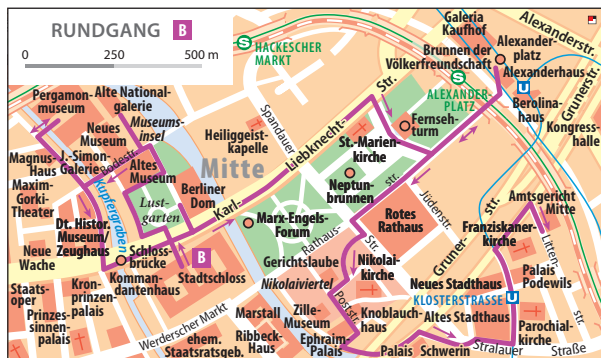 RUNDGANG B
0 250 500 m
S HACKESCHER
MARKT
Galeria
Kaufhof
Alexanderstr.
Brunnen der
Völkerfreundschaft
Alexander-
platz
S
ALEXANDER
PLATZ
Alexanderhaus
U
Berolina-
haus
Grunerstr.
Kongress-
halle
Pergamon-
museum
Alte National-
galerie
Neues
Museum
Museums-
insel
Spandauer
Str.
Heiliggeist-
kapelle
Liebknecht-
Fernseh-
turm
St.-Marien-
kirche
Magnus-
Haus
J.-Simon-
Galerie
Bodestr.
Altes
Museum
Mitte
Maxim-
Gorki-
Theater
Kupfergraben
Lust-
garten
Berliner
Dom
Karl-
Neptun-
brunnen
str.
Jüdenstr.
Marx-Engels-
Forum
Rotes
Rathaus
Amtsgericht
Mitte
Dt. Histor.
Museum/
Zeughaus
Rathaus-
Str.
Gruner-
str.
Franziskaner-
kirche
Litten-
str.
Neue
Wache
Schloss-
brücke
B
Stadtschloss
Gerichtslaube
Nikolai-
kirche
Neues Stadthaus
Palais
Podewils
Kommandantenhaus
Nikolaiviertel
KLOSTERSTRASSE U
Staats-
oper
Kron-
prinzen-
palais
Poststr.
Knoblauch-
haus
Altes Stadthaus
Parochial-
kirche
Prinzes-
sinnen-
palais
Werderscher Markt
Marstall
Zille-
Museum
Ribbeck-
Haus
Ephraim-
Palais
ehem.
Staatsratsgeb.
Palais Schwerin
Stralauer Straße